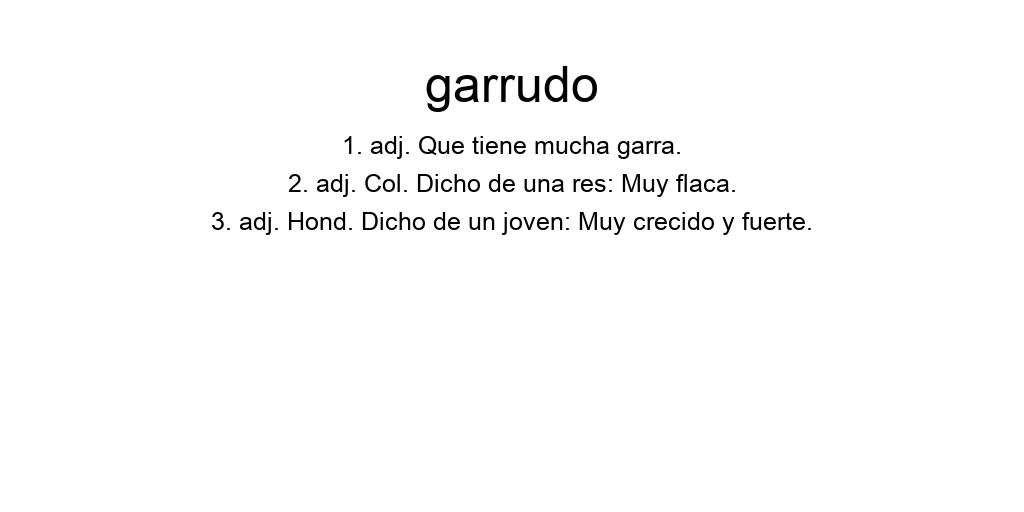 garrudo
1. adj. Que tiene mucha garra.
2. adj. Col. Dicho de una res: Muy flaca.
3. adj. Hond. Dicho de un joven: Muy crecido y fuerte.